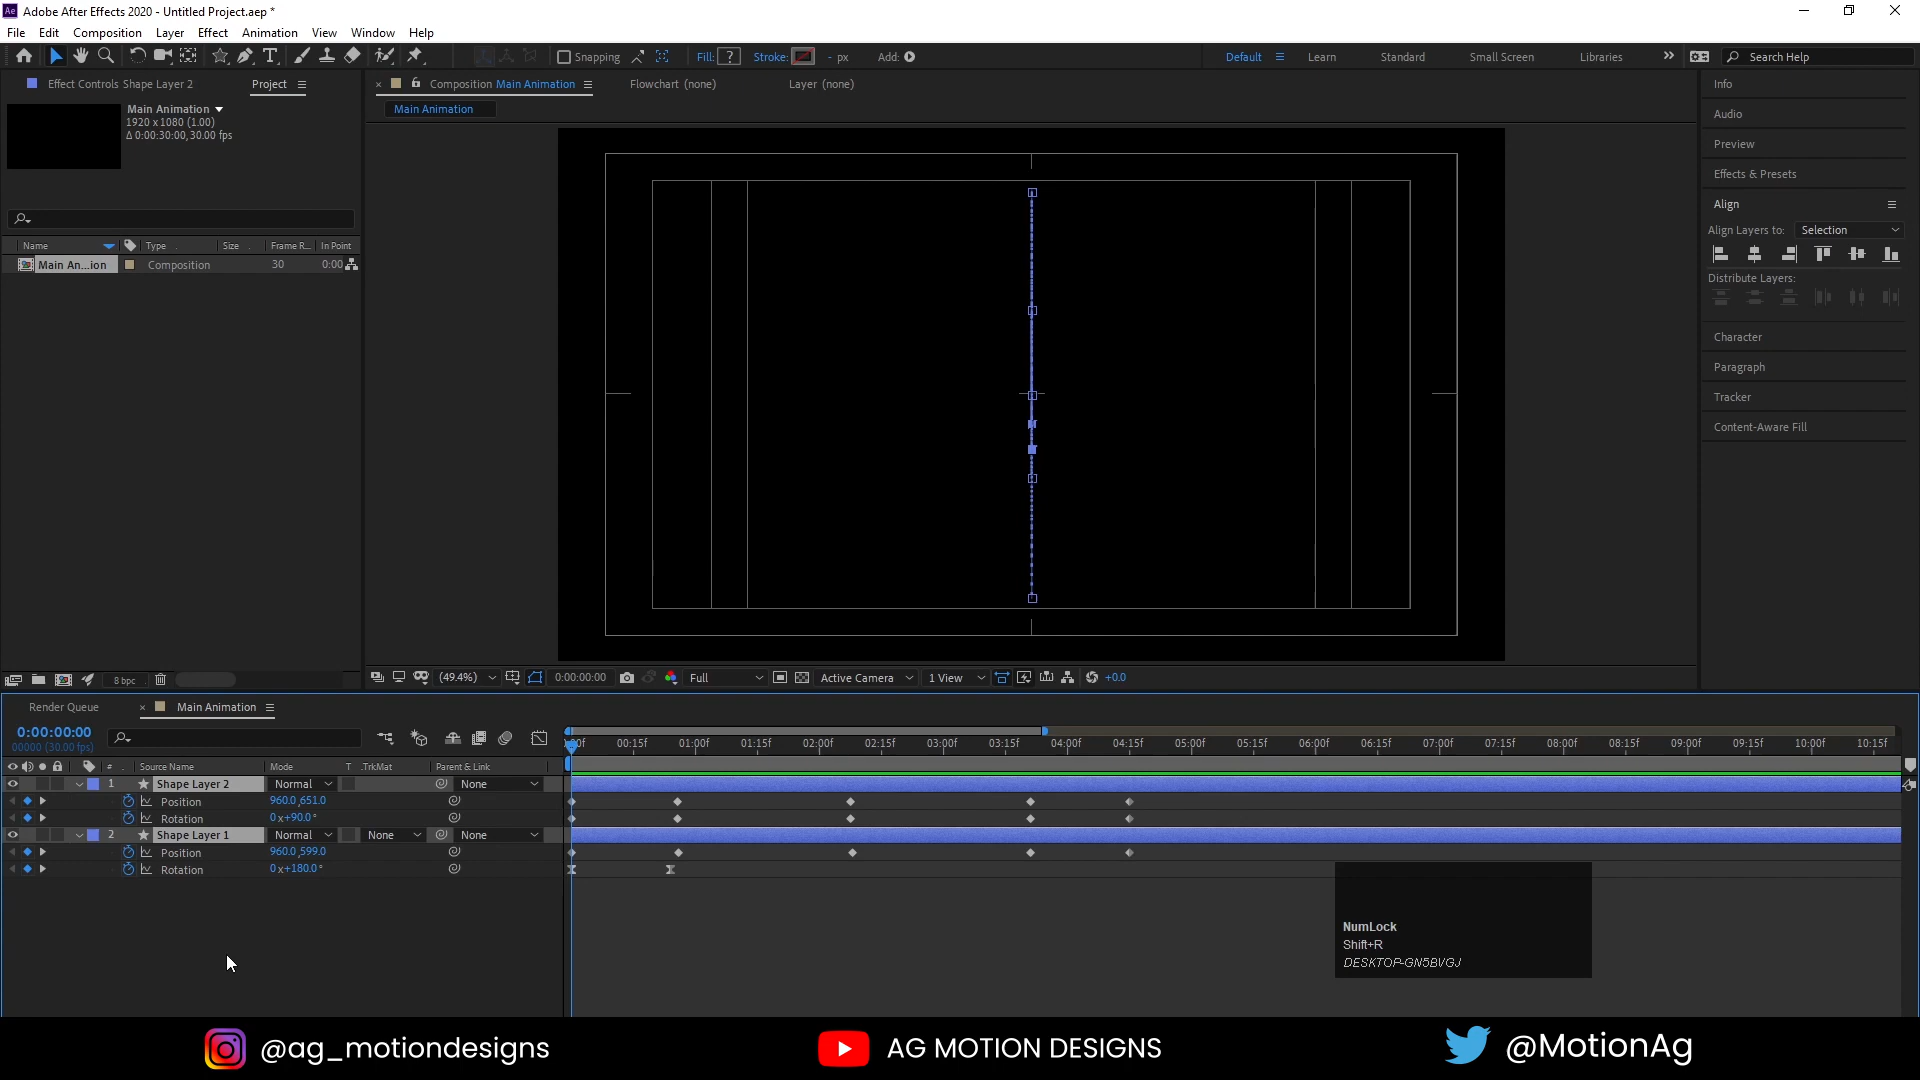 Adobe After Effects 2020 - Untitled Project.aep *
File Edit Composition Layer Effect Animation View Window Help
Snapping Fill: ? Stroke: - px Add: Default Learn Standard Small Screen Libraries Search Help
Effect Controls Shape Layer 2 Project Composition Main Animation Flowchart (none) Layer (none) Info
Main Animation
1920 x 1080 (1.00)
Δ 0:00:30:00, 30.00 fps
Main Animation
Audio
Preview
Effects & Presets
Align
Align Layers to: Selection
Distribute Layers:
Character
Paragraph
Tracker
Content-Aware Fill
Name Type Size Frame R... In Point
Main An...ion Composition 30 0:00
8 bpc (49.4%) 0:00:00:00 Full Active Camera 1 View +0.0
Render Queue Main Animation
0:00:00:00
00000 (30.00 fps)
00:15f 01:00f 01:15f 02:00f 02:15f 03:00f 03:15f 04:00f 04:15f 05:00f 05:15f 06:00f 06:15f 07:00f 07:15f 08:00f 08:15f 09:00f 09:15f 10:00f 10:15f
# Source Name Mode T .TrkMat Parent & Link
1 Shape Layer 2 Normal None
Position 960.0,651.0
Rotation 0x+90.0°
2 Shape Layer 1 Normal None None
Position 960.0,599.0
Rotation 0x+180.0°
NumLock
Shift+R
DESKTOP-GN5BVGJ
@ag_motiondesigns AG MOTION DESIGNS @MotionAg